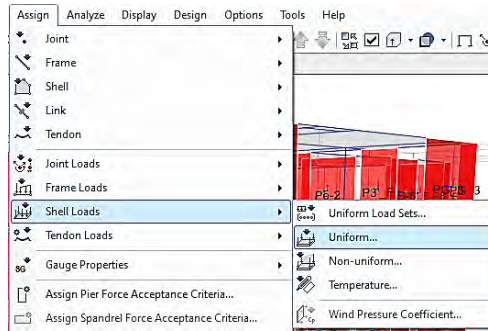 Assign Analyze Display Design Options Tools Help
Joint
Frame
Shell
Link
Tendon
Joint Loads
Frame Loads
Shell Loads
Tendon Loads
Gauge Properties
Assign Pier Force Acceptance Criteria...
Assign Spandrel Force Acceptance Criteria...
Uniform Load Sets...
Uniform...
Non-uniform...
Temperature...
Wind Pressure Coefficient...
P6-2 P3